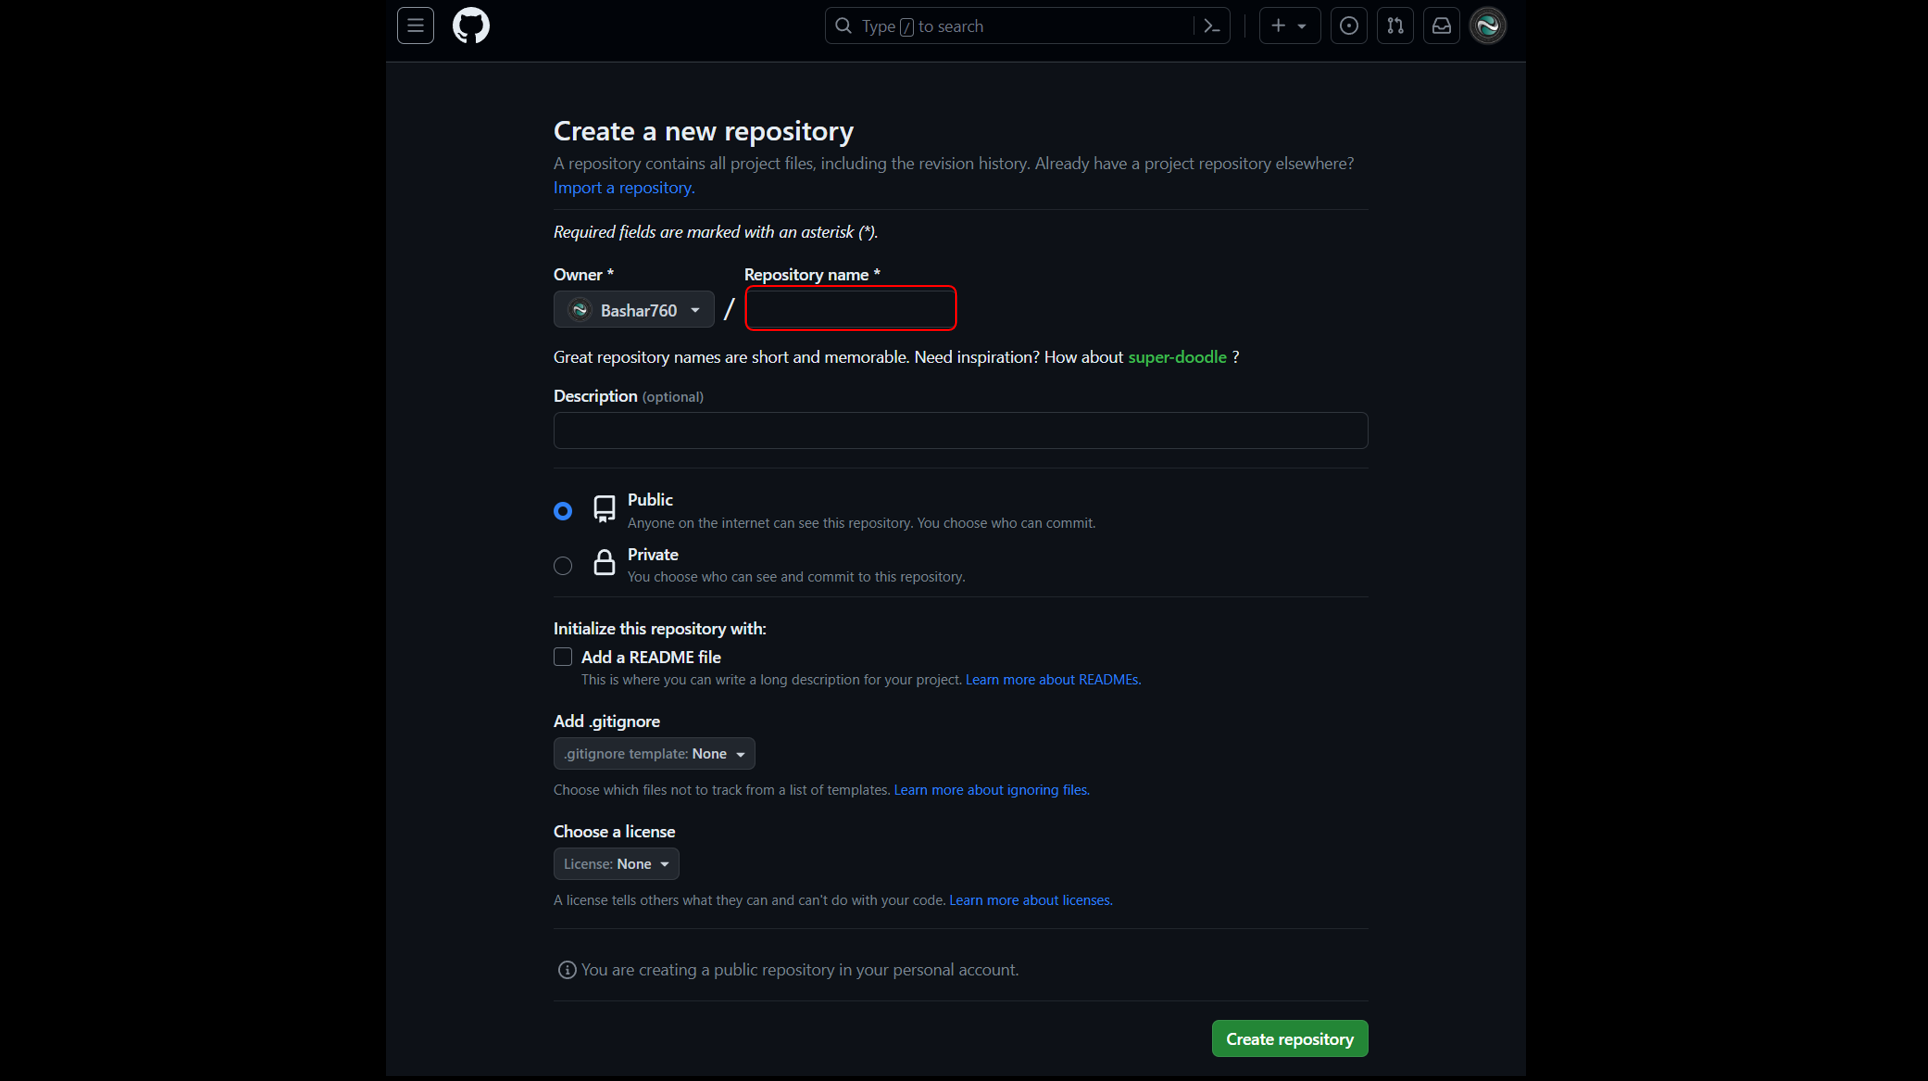 Type / to search
Create a new repository
A repository contains all project files, including the revision history. Already have a project repository elsewhere?
Import a repository.
Required fields are marked with an asterisk (*).
Owner * Repository name *
Bashar760 /
Great repository names are short and memorable. Need inspiration? How about super-doodle ?
Description (optional)
Public
Anyone on the internet can see this repository. You choose who can commit.
Private
You choose who can see and commit to this repository.
Initialize this repository with:
Add a README file
This is where you can write a long description for your project. Learn more about READMEs.
Add .gitignore
.gitignore template: None
Choose which files not to track from a list of templates. Learn more about ignoring files.
Choose a license
License: None
A license tells others what they can and can't do with your code. Learn more about licenses.
You are creating a public repository in your personal account.
Create repository